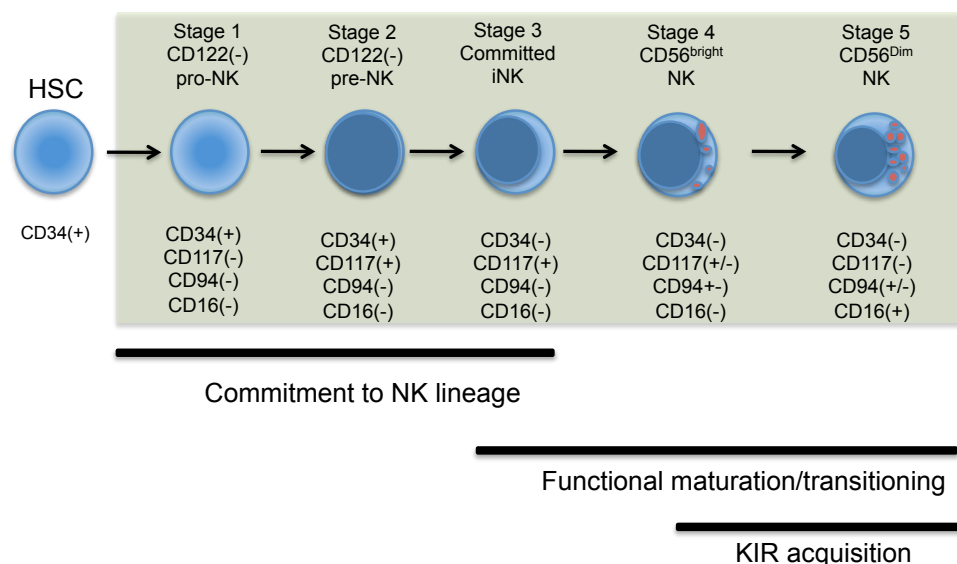 HSC
CD34(+)
Stage 1
CD122(-)
pro-NK
CD34(+)
CD117(-)
CD94(-)
CD16(-)
Stage 2
CD122(-)
pre-NK
CD34(+)
CD117(+)
CD94(-)
CD16(-)
Stage 3
Committed
iNK
CD34(-)
CD117(+)
CD94(-)
CD16(-)
Stage 4
CD56bright
NK
CD34(-)
CD117(+/-)
CD94+-)
CD16(-)
Stage 5
CD56Dim
NK
CD34(-)
CD117(-)
CD94(+/-)
CD16(+)
Commitment to NK lineage
Functional maturation/transitioning
KIR acquisition